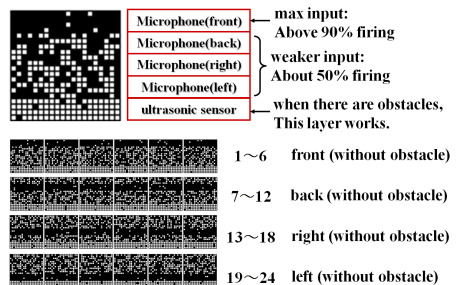 Microphone(front)
Microphone(back)
Microphone(right)
Microphone(left)
ultrasonic sensor
max input:
Above 90% firing
weaker input:
About 50% firing
when there are obstacles,
This layer works.
1～6 front (without obstacle)
7～12 back (without obstacle)
13～18 right (without obstacle)
19～24 left (without obstacle)